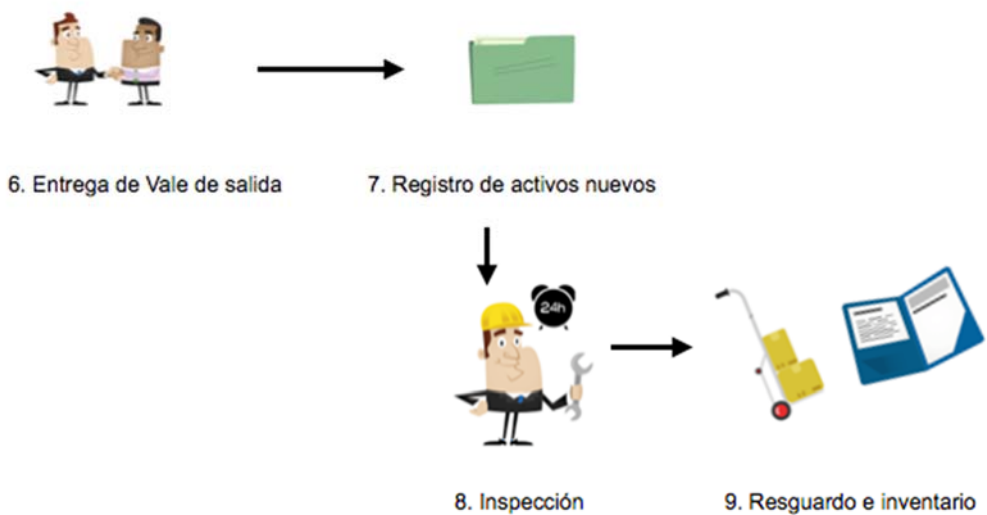 6. Entrega de Vale de salida
7. Registro de activos nuevos
24h
8. Inspección
9. Resguardo e inventario